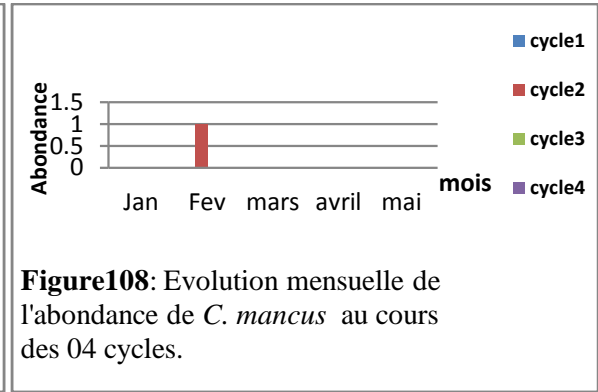 Abondance
1.5
1
0.5
0
Jan Fev mars avril mai
mois
cycle1
cycle2
cycle3
cycle4
Figure108: Evolution mensuelle de
l'abondance de C. mancus au cours
des 04 cycles.